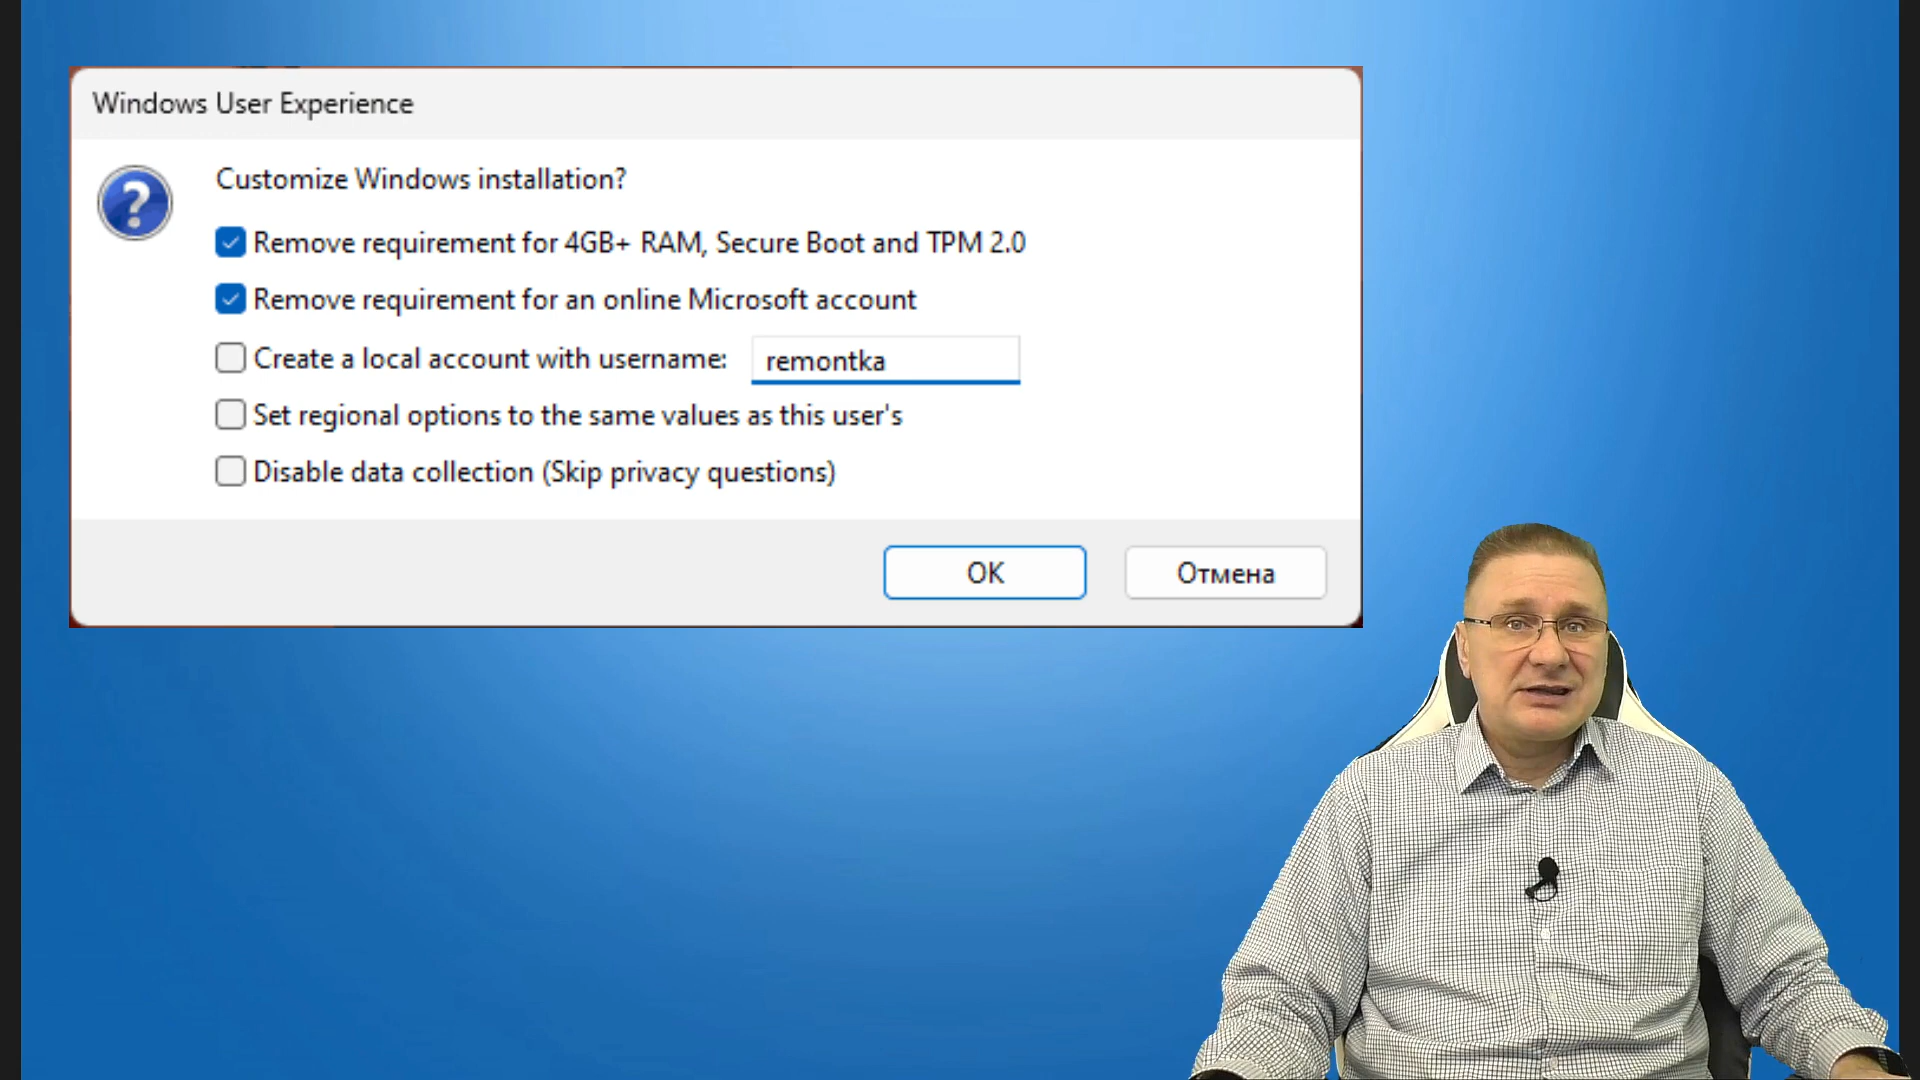 Windows User Experience
Customize Windows installation?
Remove requirement for 4GB+ RAM, Secure Boot and TPM 2.0
Remove requirement for an online Microsoft account
Create a local account with username: remontka
Set regional options to the same values as this user's
Disable data collection (Skip privacy questions)
OK Отмена